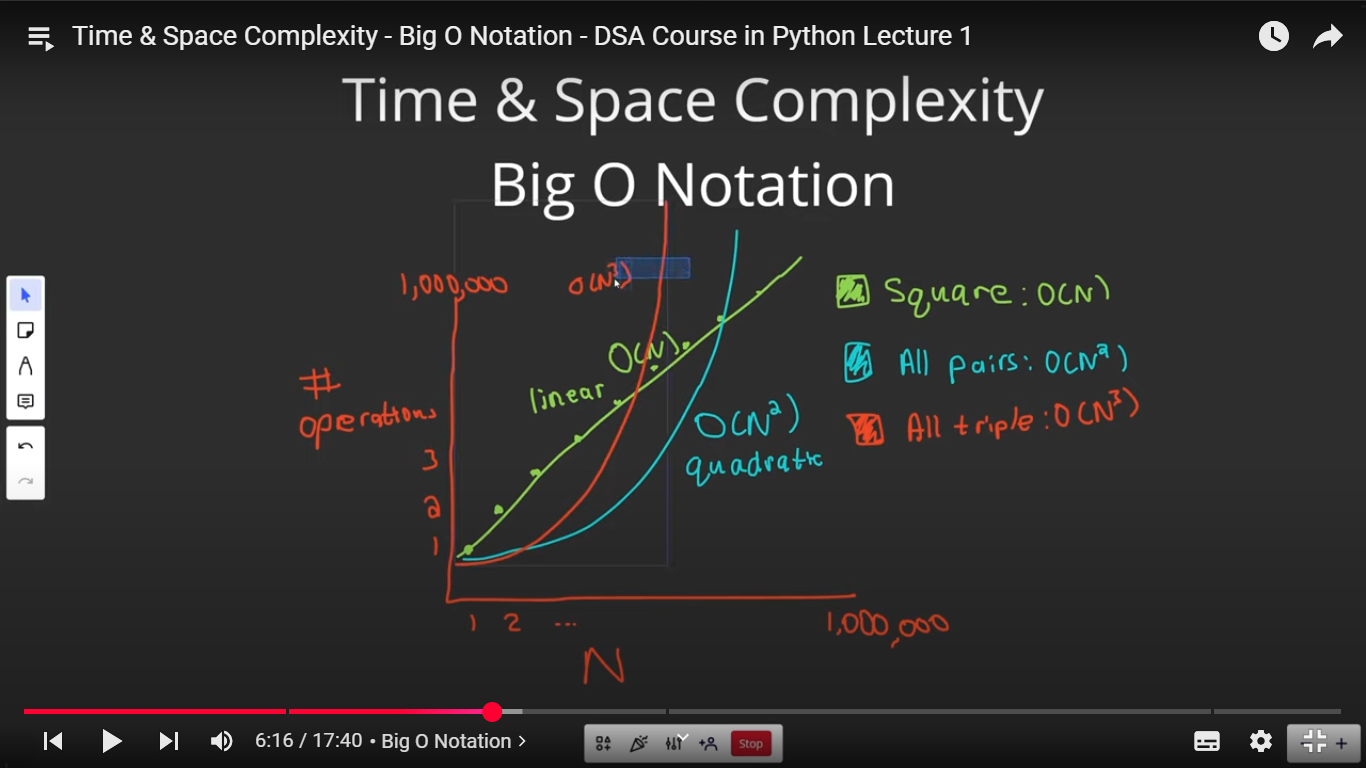 Time & Space Complexity - Big O Notation - DSA Course in Python Lecture 1
Time & Space Complexity
Big O Notation
1,000,000
O(N³)
Square: O(N)
O(N)
linear
All pairs: O(N²)
#
operations
O(N²)
quadratic
All triple: O(N³)
3
2
1
1 2 ...
1,000,000
N
6:16 / 17:40 • Big O Notation >
Stop